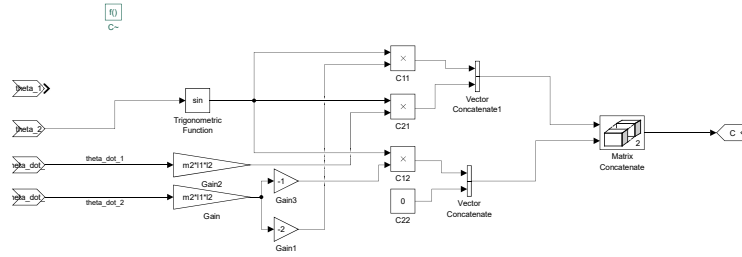 f()
C~
C11
theta_1
sin
Trigonometric
Function
C21
Vector
Concatenate1
theta_2
2
Matrix
Concatenate
C
theta_dot_1
m2*l1*l2
Gain2
C12
-1
Gain3
theta_dot_2
m2*l1*l2
Gain
0
C22
Vector
Concatenate
-2
Gain1